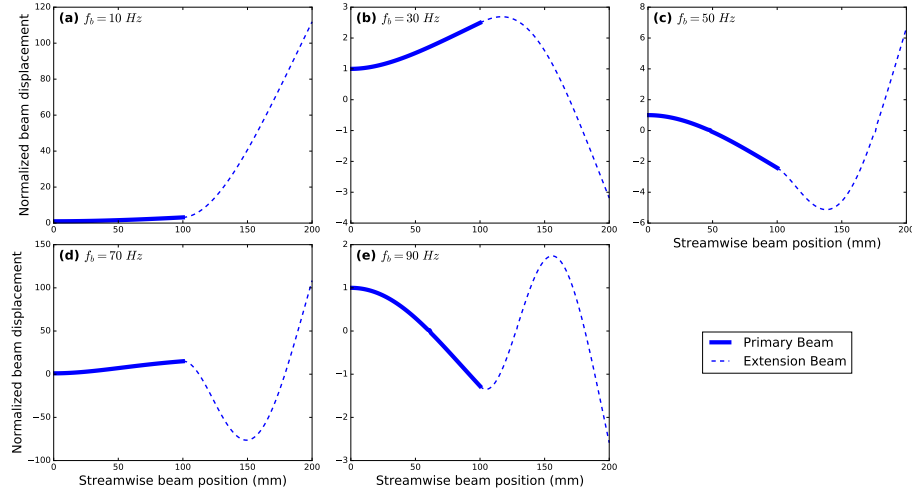 (a) f_b = 10 Hz
Normalized beam displacement
120
100
80
60
40
20
0
0 50 100 150 200
(b) f_b = 30 Hz
3
2
1
0
−1
−2
−3
−4
0 50 100 150 200
(c) f_b = 50 Hz
8
6
4
2
0
−2
−4
−6
0 50 100 150 200
Streamwise beam position (mm)
(d) f_b = 70 Hz
Normalized beam displacement
150
100
50
0
−50
−100
0 50 100 150 200
Streamwise beam position (mm)
(e) f_b = 90 Hz
2
1
0
−1
−2
−3
0 50 100 150 200
Streamwise beam position (mm)
Primary Beam
Extension Beam